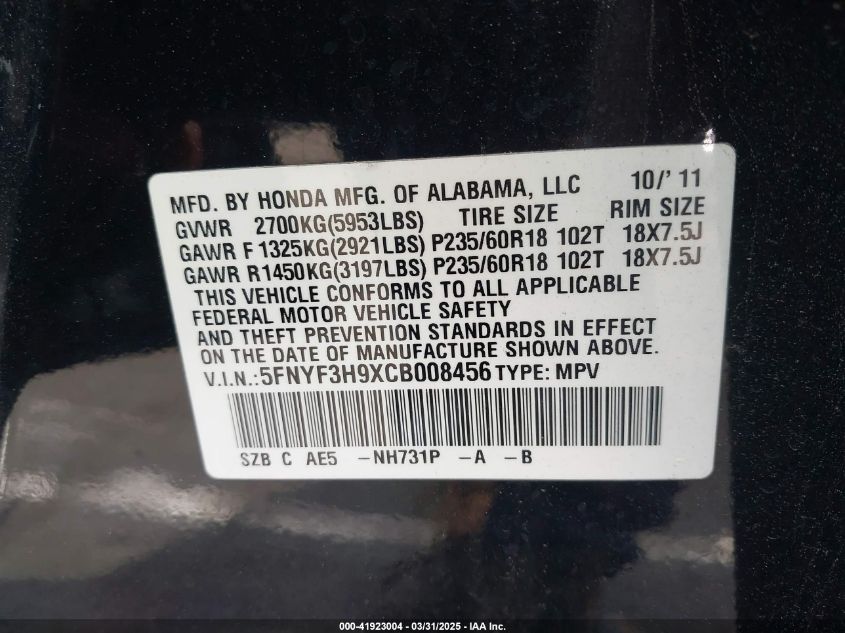 MFD. BY HONDA MFG. OF ALABAMA, LLC 10/'11
GVWR 2700KG(5953LBS) TIRE SIZE RIM SIZE
GAWR F 1325KG(2921LBS) P235/60R18 102T 18X7.5J
GAWR R1450KG(3197LBS) P235/60R18 102T 18X7.5J
THIS VEHICLE CONFORMS TO ALL APPLICABLE
FEDERAL MOTOR VEHICLE SAFETY
AND THEFT PREVENTION STANDARDS IN EFFECT
ON THE DATE OF MANUFACTURE SHOWN ABOVE.
V.I.N.:5FNYF3H9XCB008456 TYPE: MPV
SZB C AE5 -NH731P -A -B
000-41923004 - 03/31/2025 - IAA Inc.